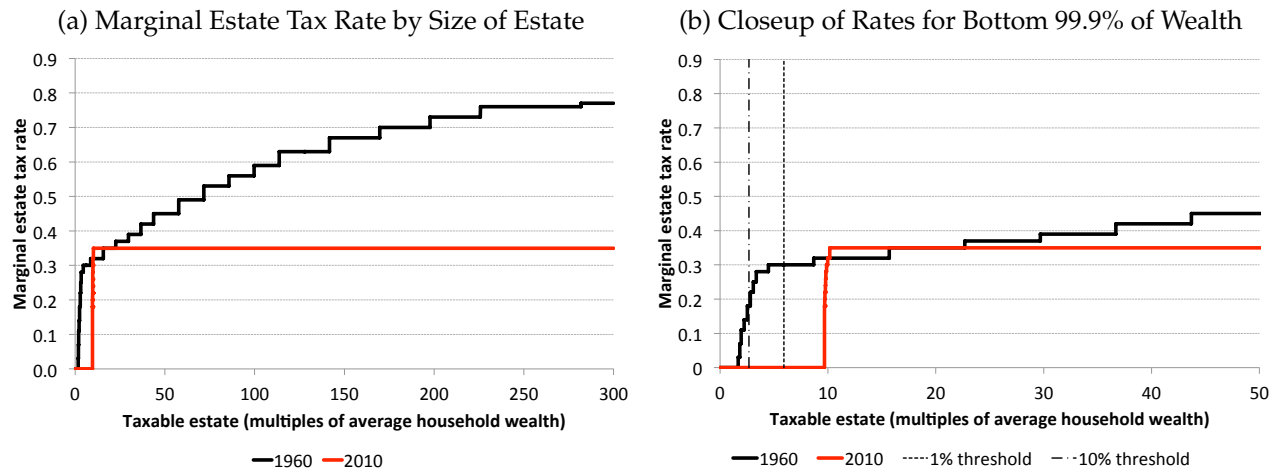 (a) Marginal Estate Tax Rate by Size of Estate
0.9
0.8
0.7
0.6
0.5
0.4
0.3
0.2
0.1
0.0
Marginal estate tax rate
0 50 100 150 200 250 300
Taxable estate (multiples of average household wealth)
1960 2010
(b) Closeup of Rates for Bottom 99.9% of Wealth
0.9
0.8
0.7
0.6
0.5
0.4
0.3
0.2
0.1
0
Marginal estate tax rate
0 10 20 30 40 50
Taxable estate (multiples of average household wealth)
1960 2010 1% threshold 10% threshold